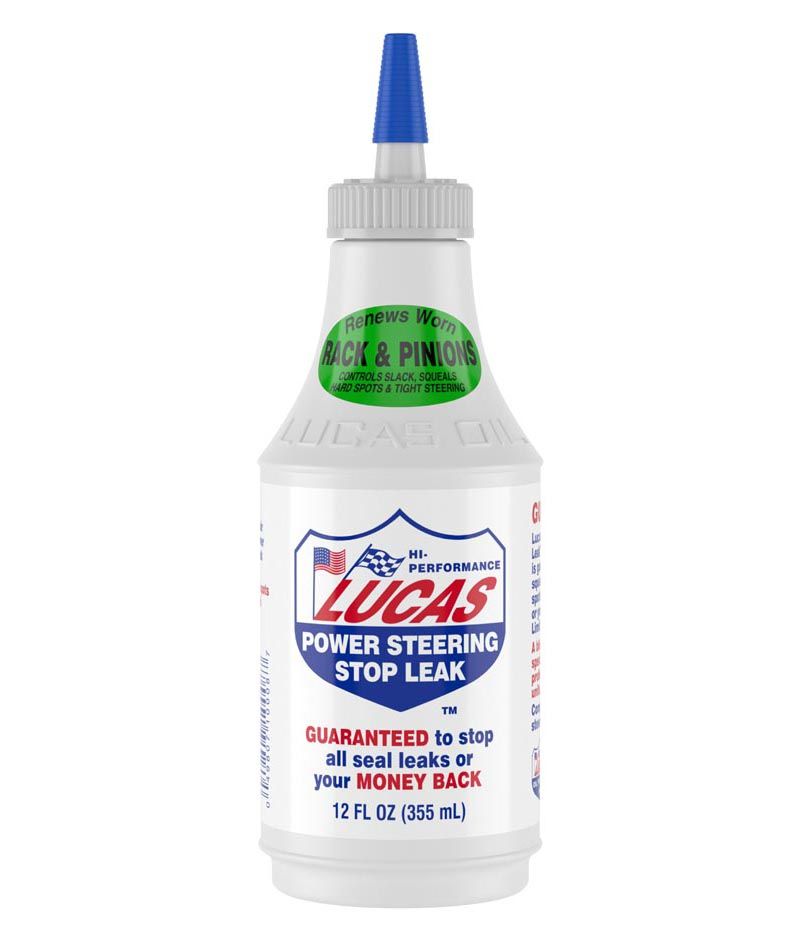 Renews Worn
RACK & PINIONS
CONTROLS SLACK, SQUEALS
HARD SPOTS & TIGHT STEERING
LUCAS OIL
HI-
PERFORMANCE
LUCAS
POWER STEERING
STOP LEAK
TM
GUARANTEED to stop
all seal leaks or
your MONEY BACK
12 FL OZ (355 mL)